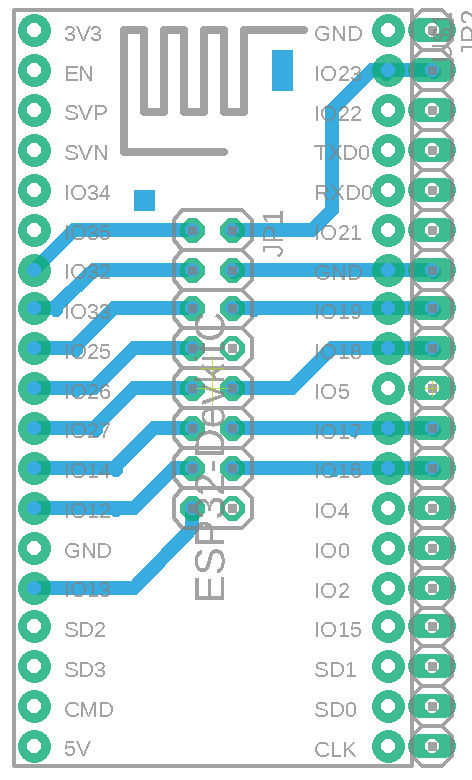 3V3
EN
SVP
SVN
IO34
IO35
IO32
IO33
IO25
IO26
IO27
IO14
IO12
GND
IO13
SD2
SD3
CMD
5V
JP1
ESP32-DevKitC
GND
IO23
IO22
TXD0
RXD0
IO21
GND
IO19
IO18
IO5
IO17
IO16
IO4
IO0
IO2
IO15
SD1
SD0
CLK